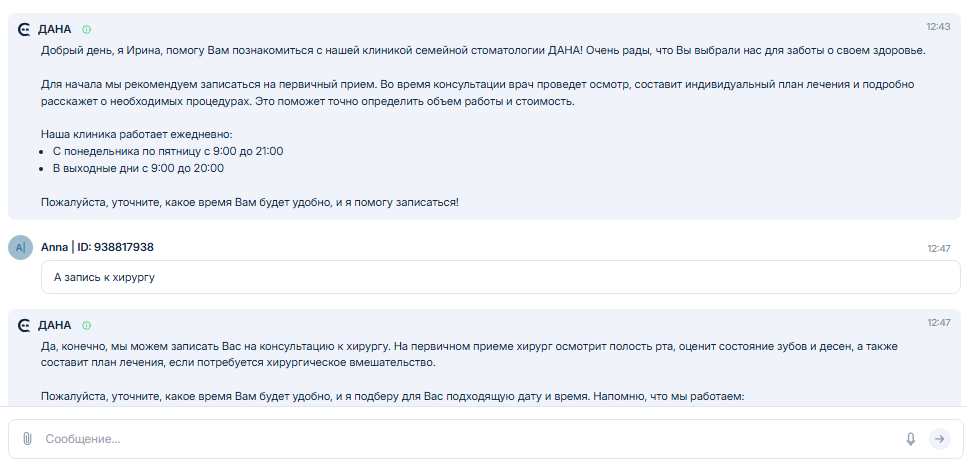 ДАНА 12:43
Добрый день, я Ирина, помогу Вам познакомиться с нашей клиникой семейной стоматологии ДАНА! Очень рады, что Вы выбрали нас для заботы о своем здоровье.
Для начала мы рекомендуем записаться на первичный прием. Во время консультации врач проведет осмотр, составит индивидуальный план лечения и подробно
расскажет о необходимых процедурах. Это поможет точно определить объем работы и стоимость.
Наша клиника работает ежедневно:
• С понедельника по пятницу с 9:00 до 21:00
• В выходные дни с 9:00 до 20:00
Пожалуйста, уточните, какое время Вам будет удобно, и я помогу записаться!
A| Anna | ID: 938817938 12:47
А запись к хирургу
ДАНА 12:47
Да, конечно, мы можем записать Вас на консультацию к хирургу. На первичном приеме хирург осмотрит полость рта, оценит состояние зубов и десен, а также
составит план лечения, если потребуется хирургическое вмешательство.
Пожалуйста, уточните, какое время Вам будет удобно, и я подберу для Вас подходящую дату и время. Напомню, что мы работаем:
Сообщение...